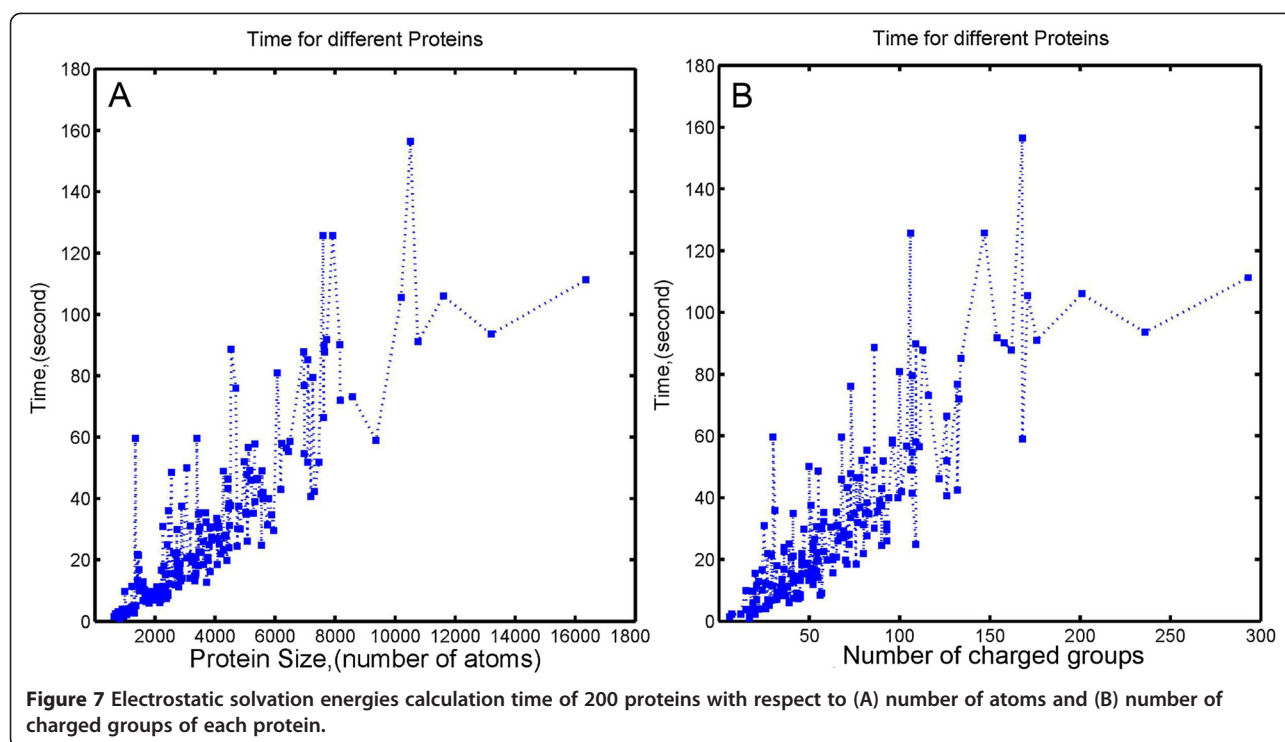 Time for different Proteins
A
180
160
140
120
100
80
60
40
20
0
Time,(second)
2000 4000 6000 8000 10000 12000 14000 16000 1800
Protein Size,(number of atoms)
Time for different Proteins
B
180
160
140
120
100
80
60
40
20
0
Time,(second)
50 100 150 200 250 300
Number of charged groups
Figure 7 Electrostatic solvation energies calculation time of 200 proteins with respect to (A) number of atoms and (B) number of
charged groups of each protein.